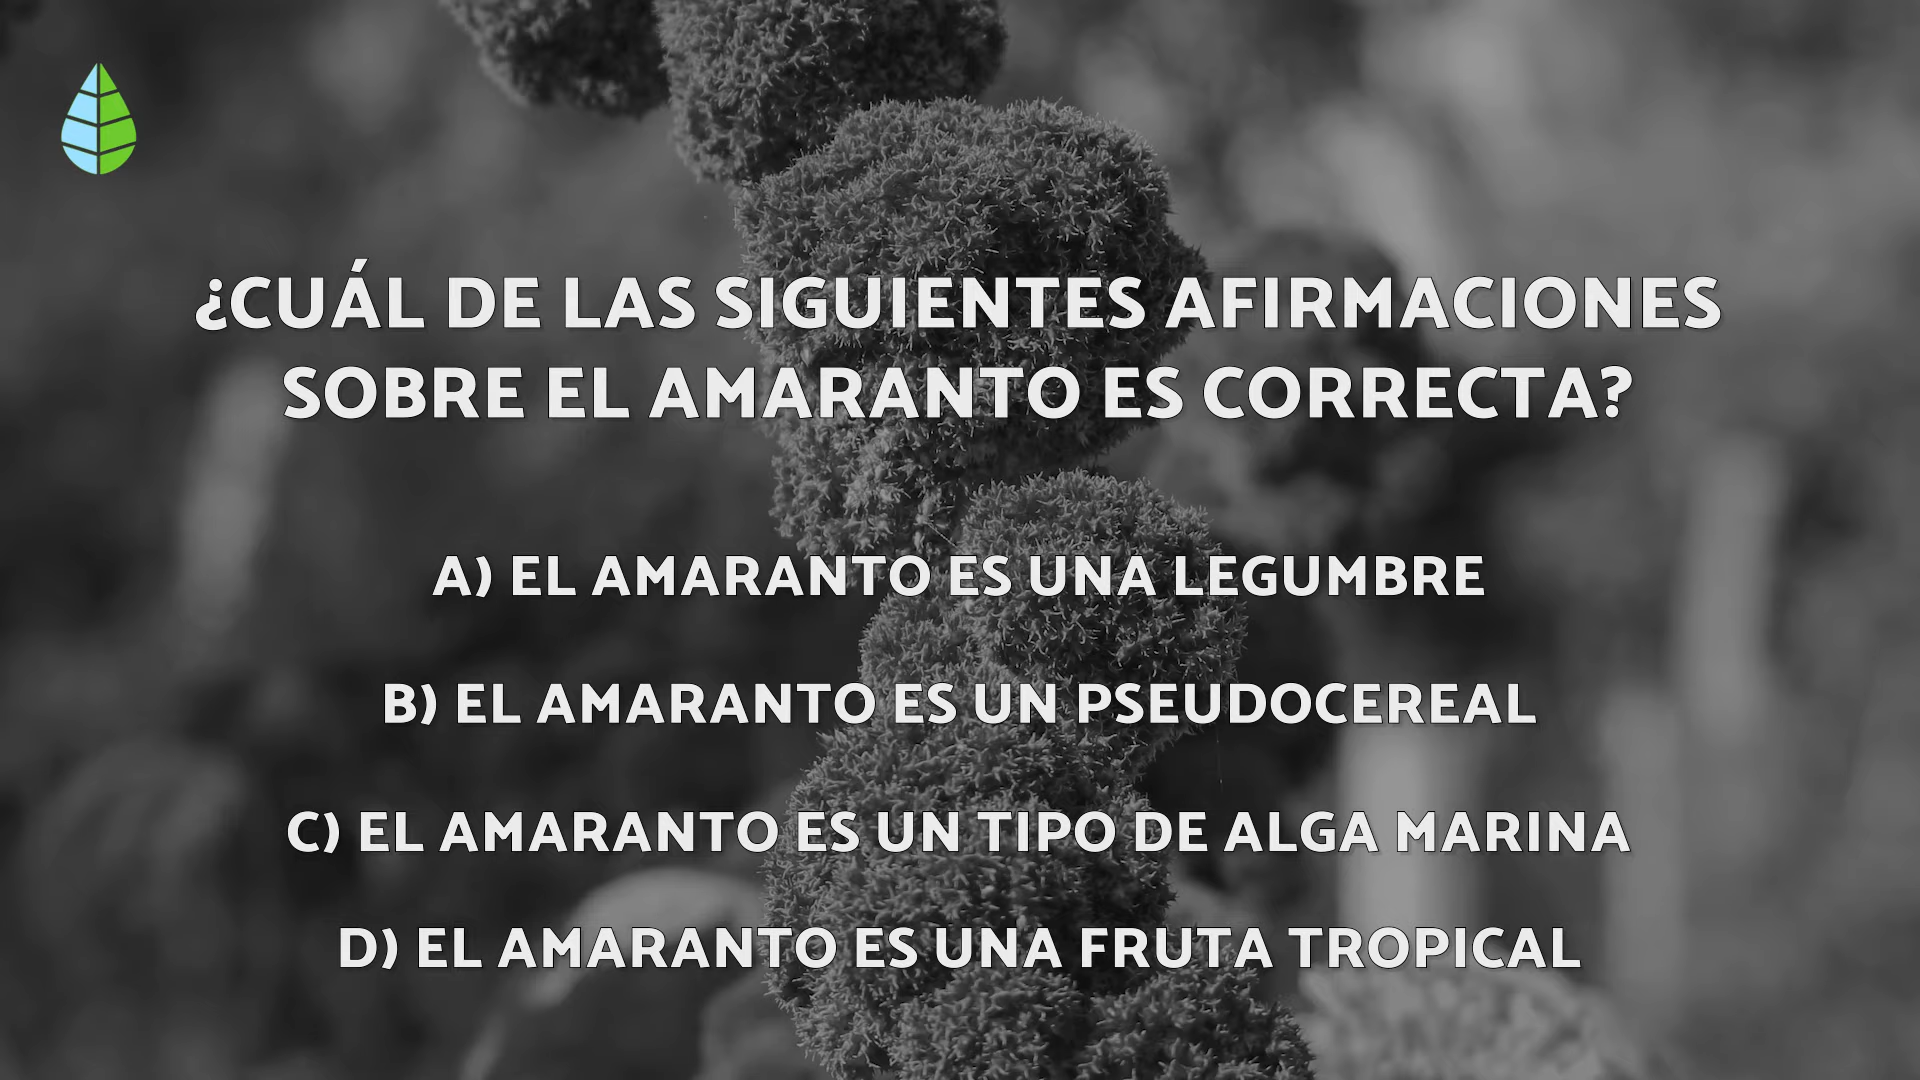 ¿CUÁL DE LAS SIGUIENTES AFIRMACIONES
SOBRE EL AMARANTO ES CORRECTA?
A) EL AMARANTO ES UNA LEGUMBRE
B) EL AMARANTO ES UN PSEUDOCEREAL
C) EL AMARANTO ES UN TIPO DE ALGA MARINA
D) EL AMARANTO ES UNA FRUTA TROPICAL